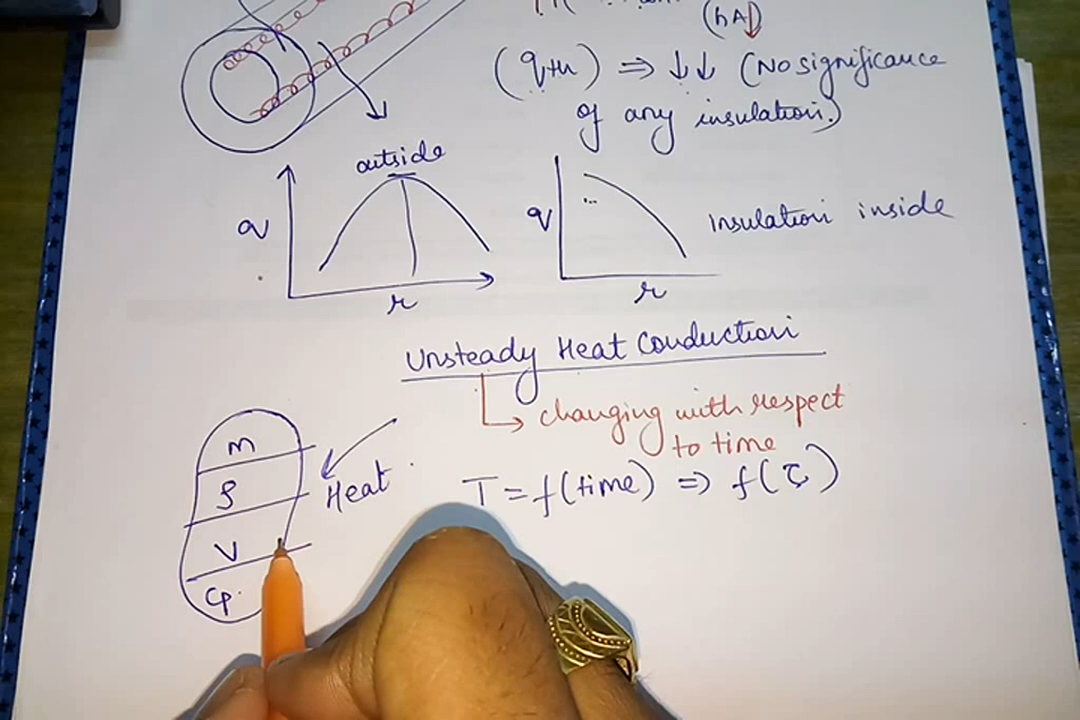 (hA)
(q+u) ⇒ ↓↓ (No significance
of any insulation.)
outside
q
r
q
r
insulation inside
Unsteady Heat Conduction
changing with respect
to time
m
ρ
V
Cp
Heat
T = f(time) ⇒ f(τ)